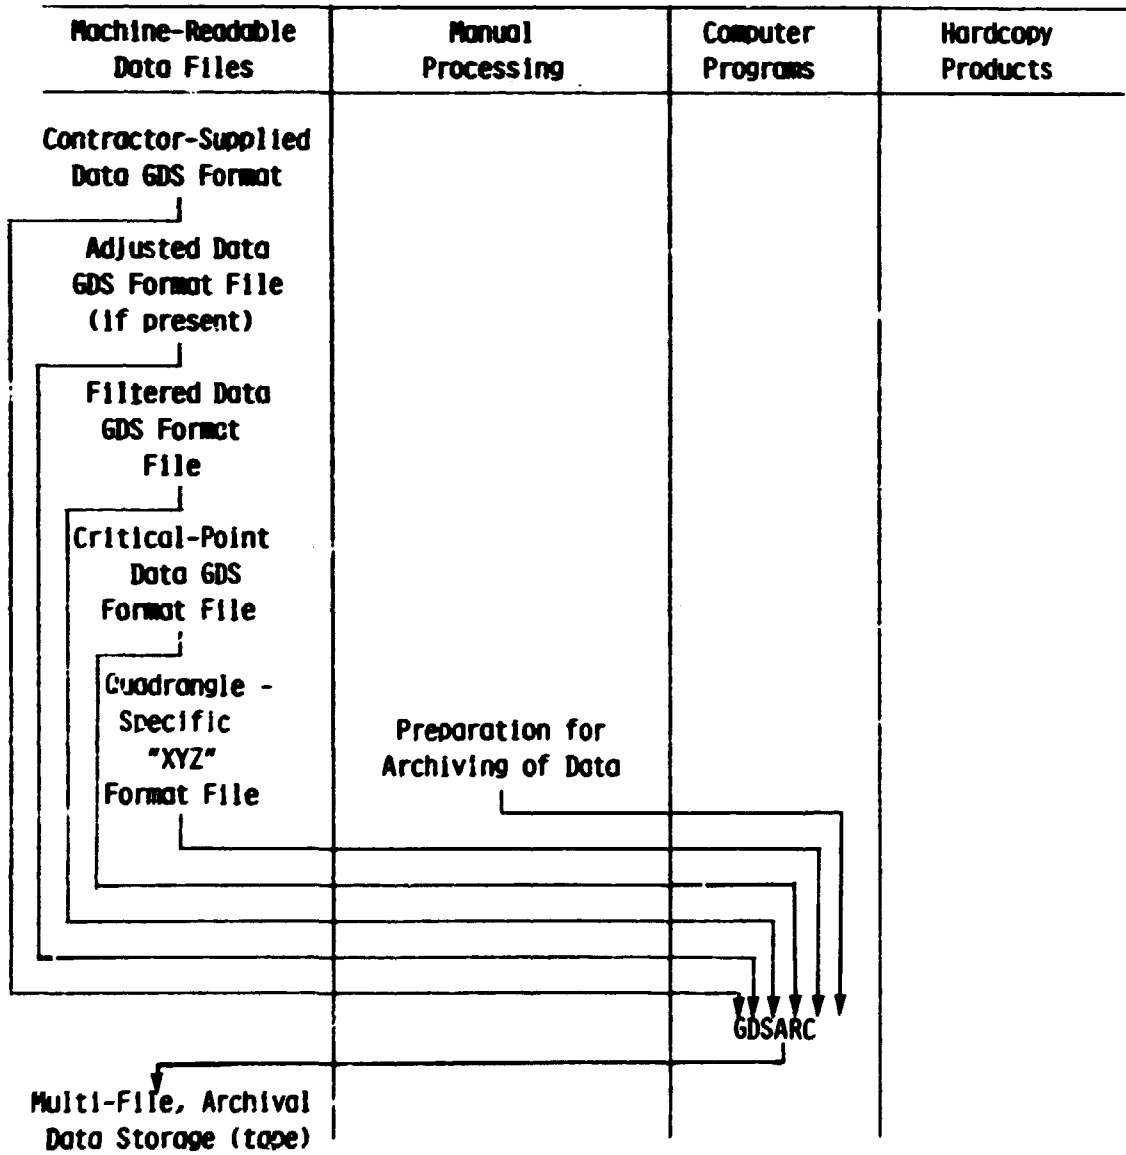 Machine-Readable
Data Files
Manual
Processing
Computer
Programs
Hardcopy
Products
Contractor-Supplied
Data GDS Format
Adjusted Data
GDS Format File
(if present)
Filtered Data
GDS Format
File
Critical-Point
Data GDS
Format File
Quadrangle -
Specific
"XYZ"
Format File
Preparation for
Archiving of Data
GDSARC
Multi-File, Archival
Data Storage (tape)